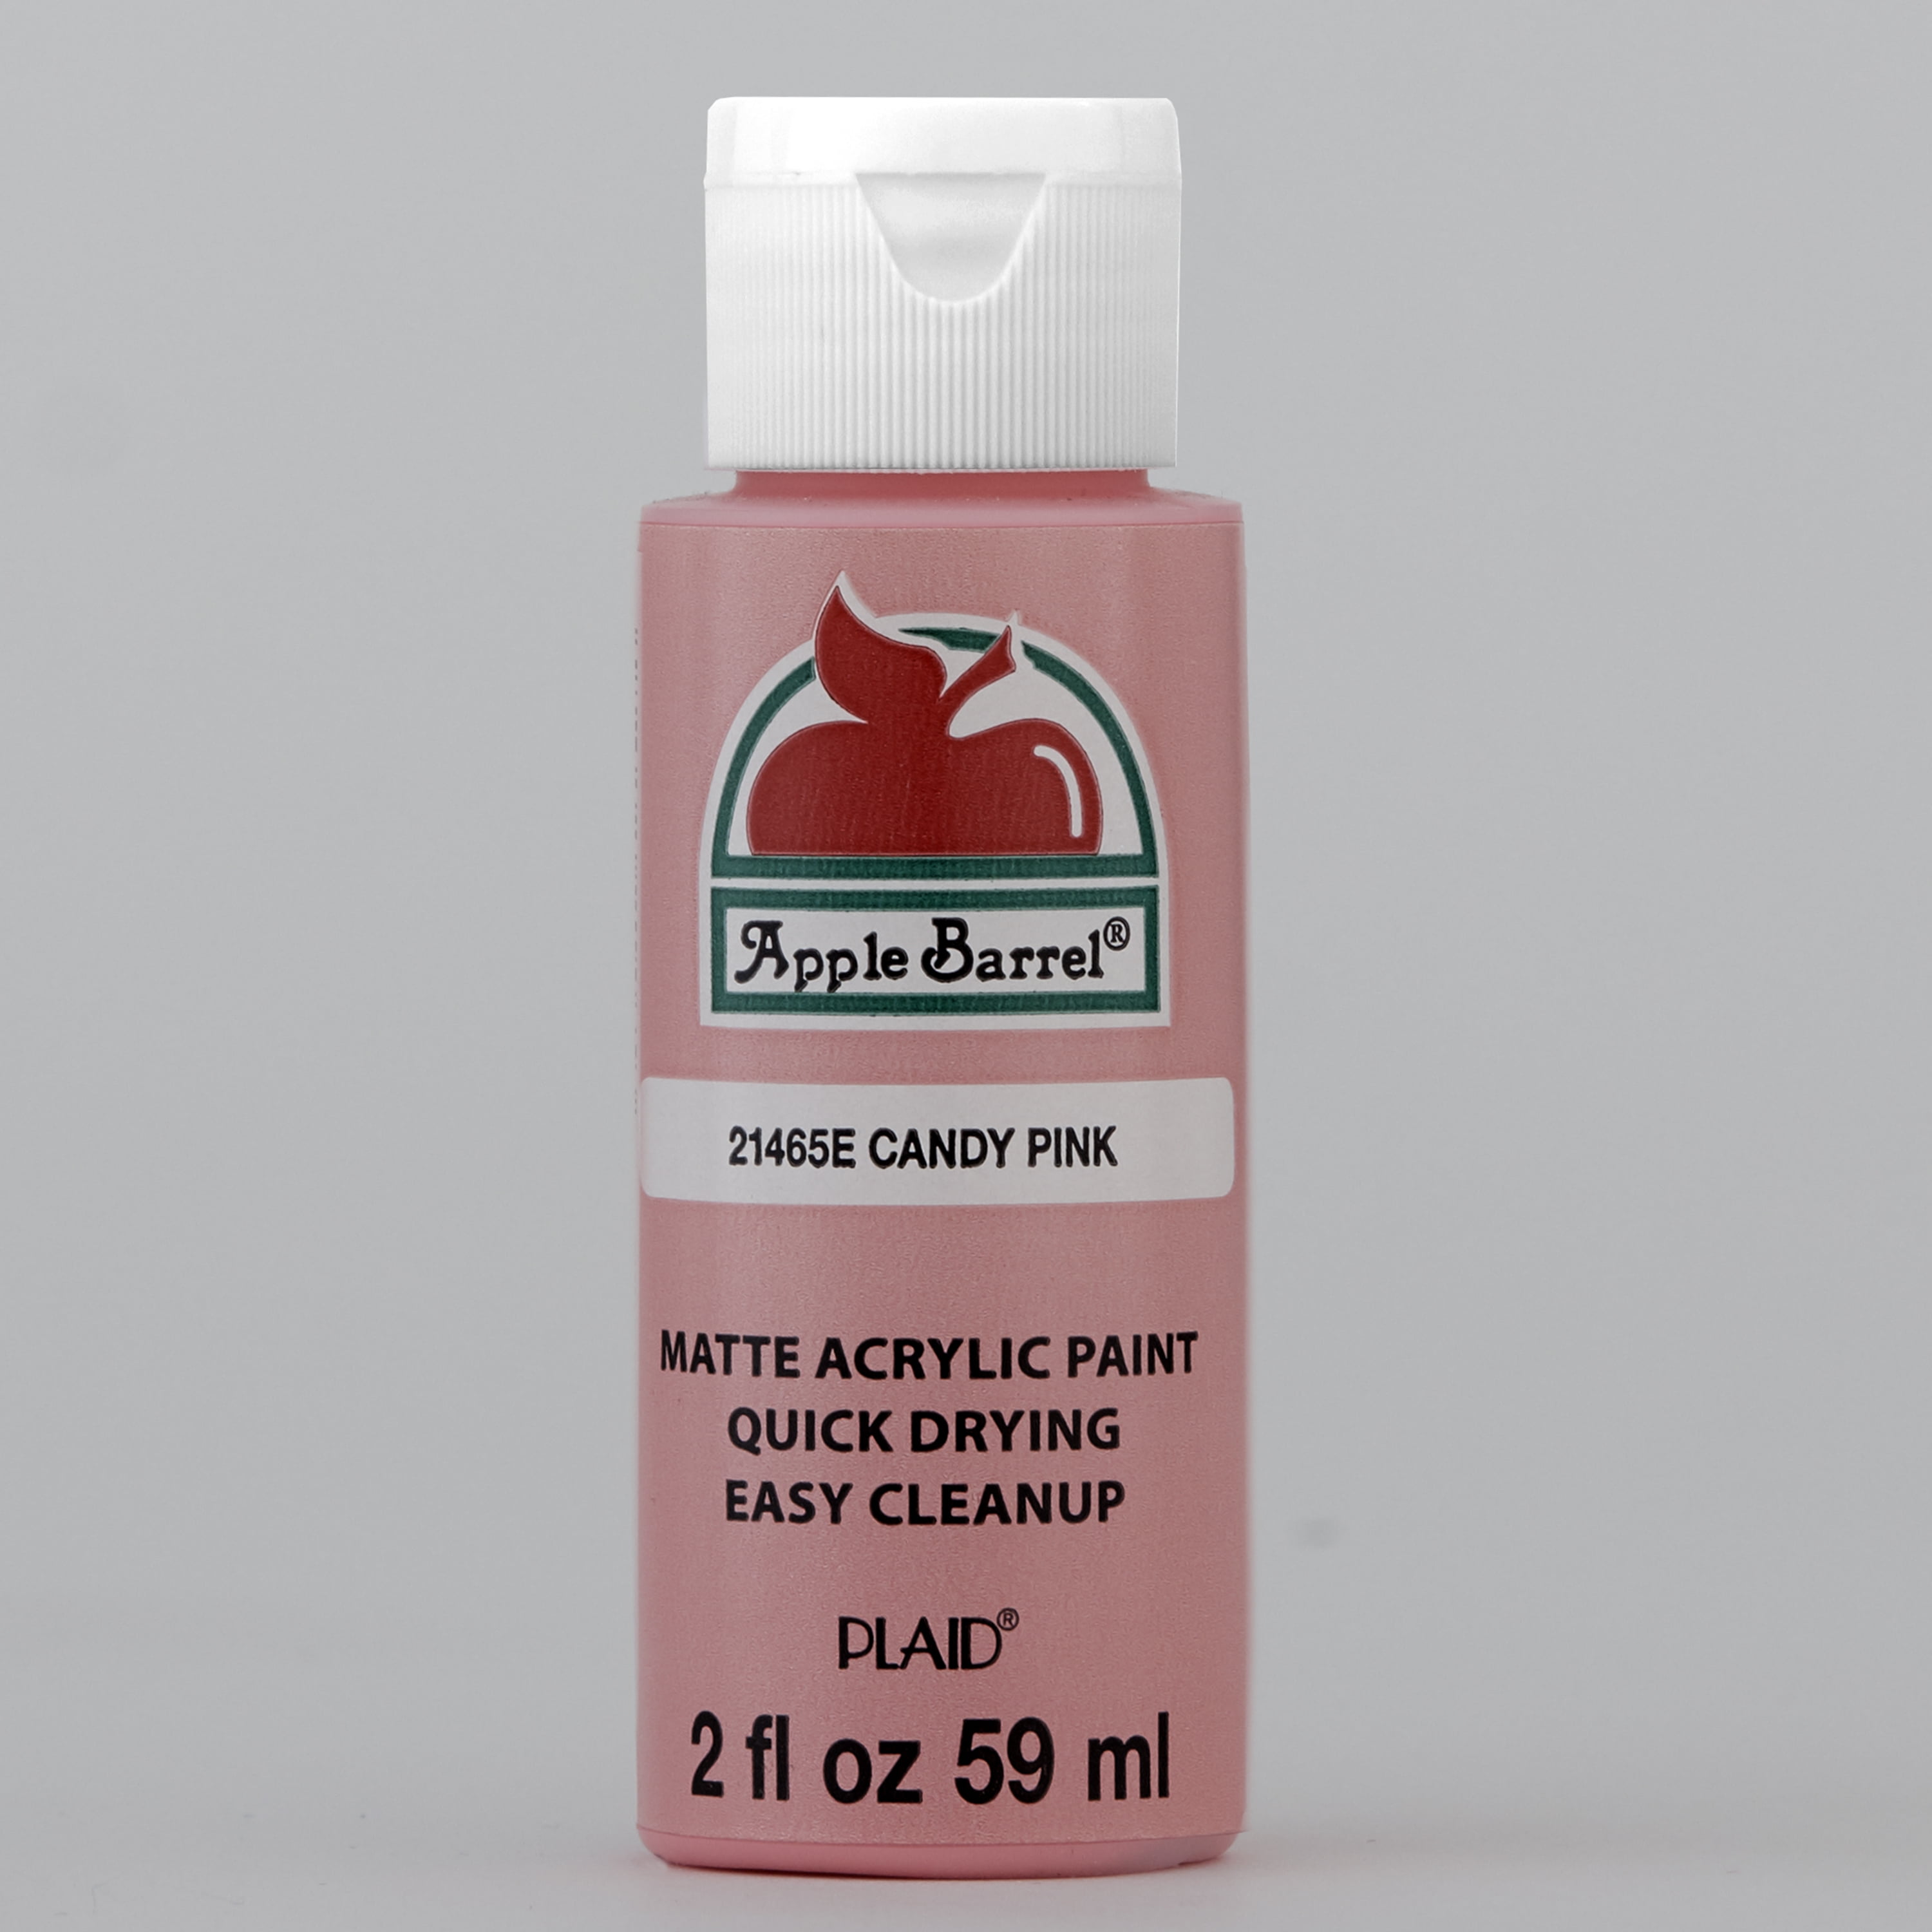 Apple Barrel®
21465E CANDY PINK
MATTE ACRYLIC PAINT
QUICK DRYING
EASY CLEANUP
PLAID®
2 fl oz 59 ml